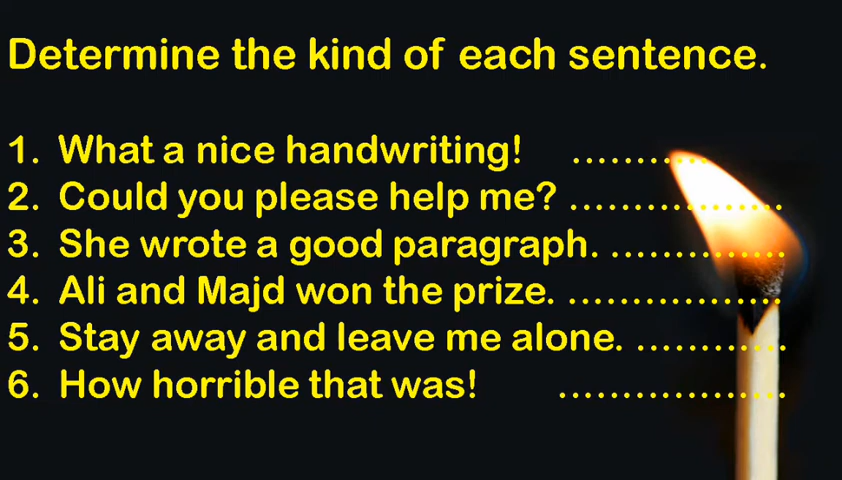 Determine the kind of each sentence.
1. What a nice handwriting! ...........
2. Could you please help me? .................
3. She wrote a good paragraph. ..............
4. Ali and Majd won the prize. .................
5. Stay away and leave me alone. ............
6. How horrible that was! ..................